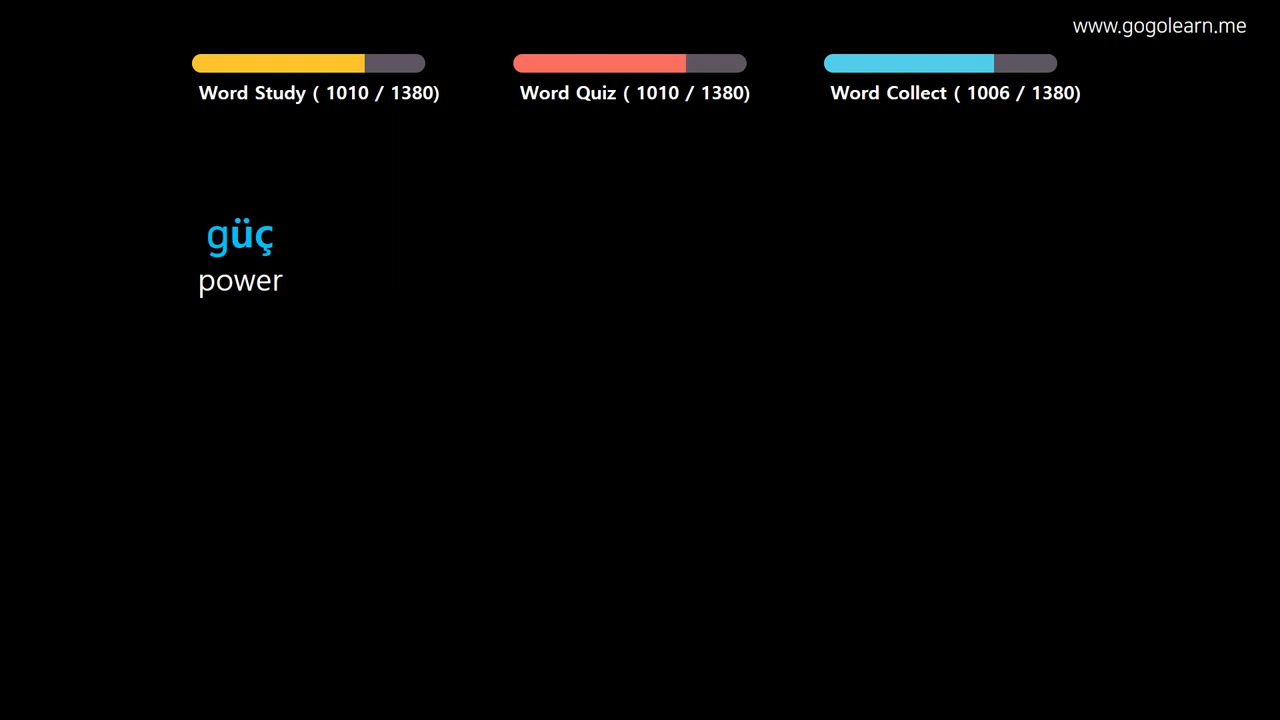 www.gogolearn.me
Word Study ( 1010 / 1380)
Word Quiz ( 1010 / 1380)
Word Collect ( 1006 / 1380)
güç
power